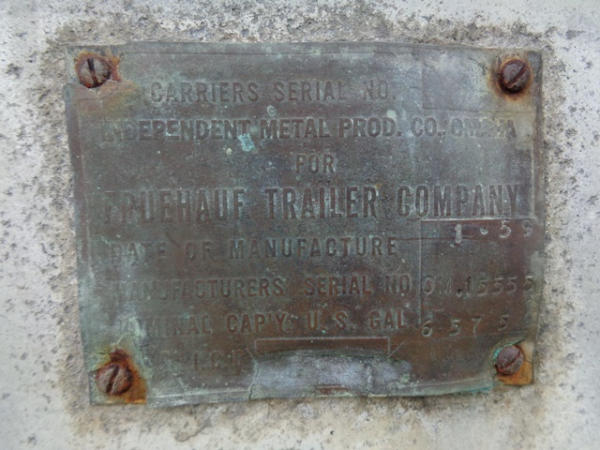 CARRIERS SERIAL NO.
INDEPENDENT METAL PROD. CO., OMAHA
FOR
FRUEHAUF TRAILER COMPANY
DATE OF MANUFACTURE 1-55
MANUFACTURERS SERIAL NO OM.15555
NOMINAL CAP'Y. U.S. GAL 6575